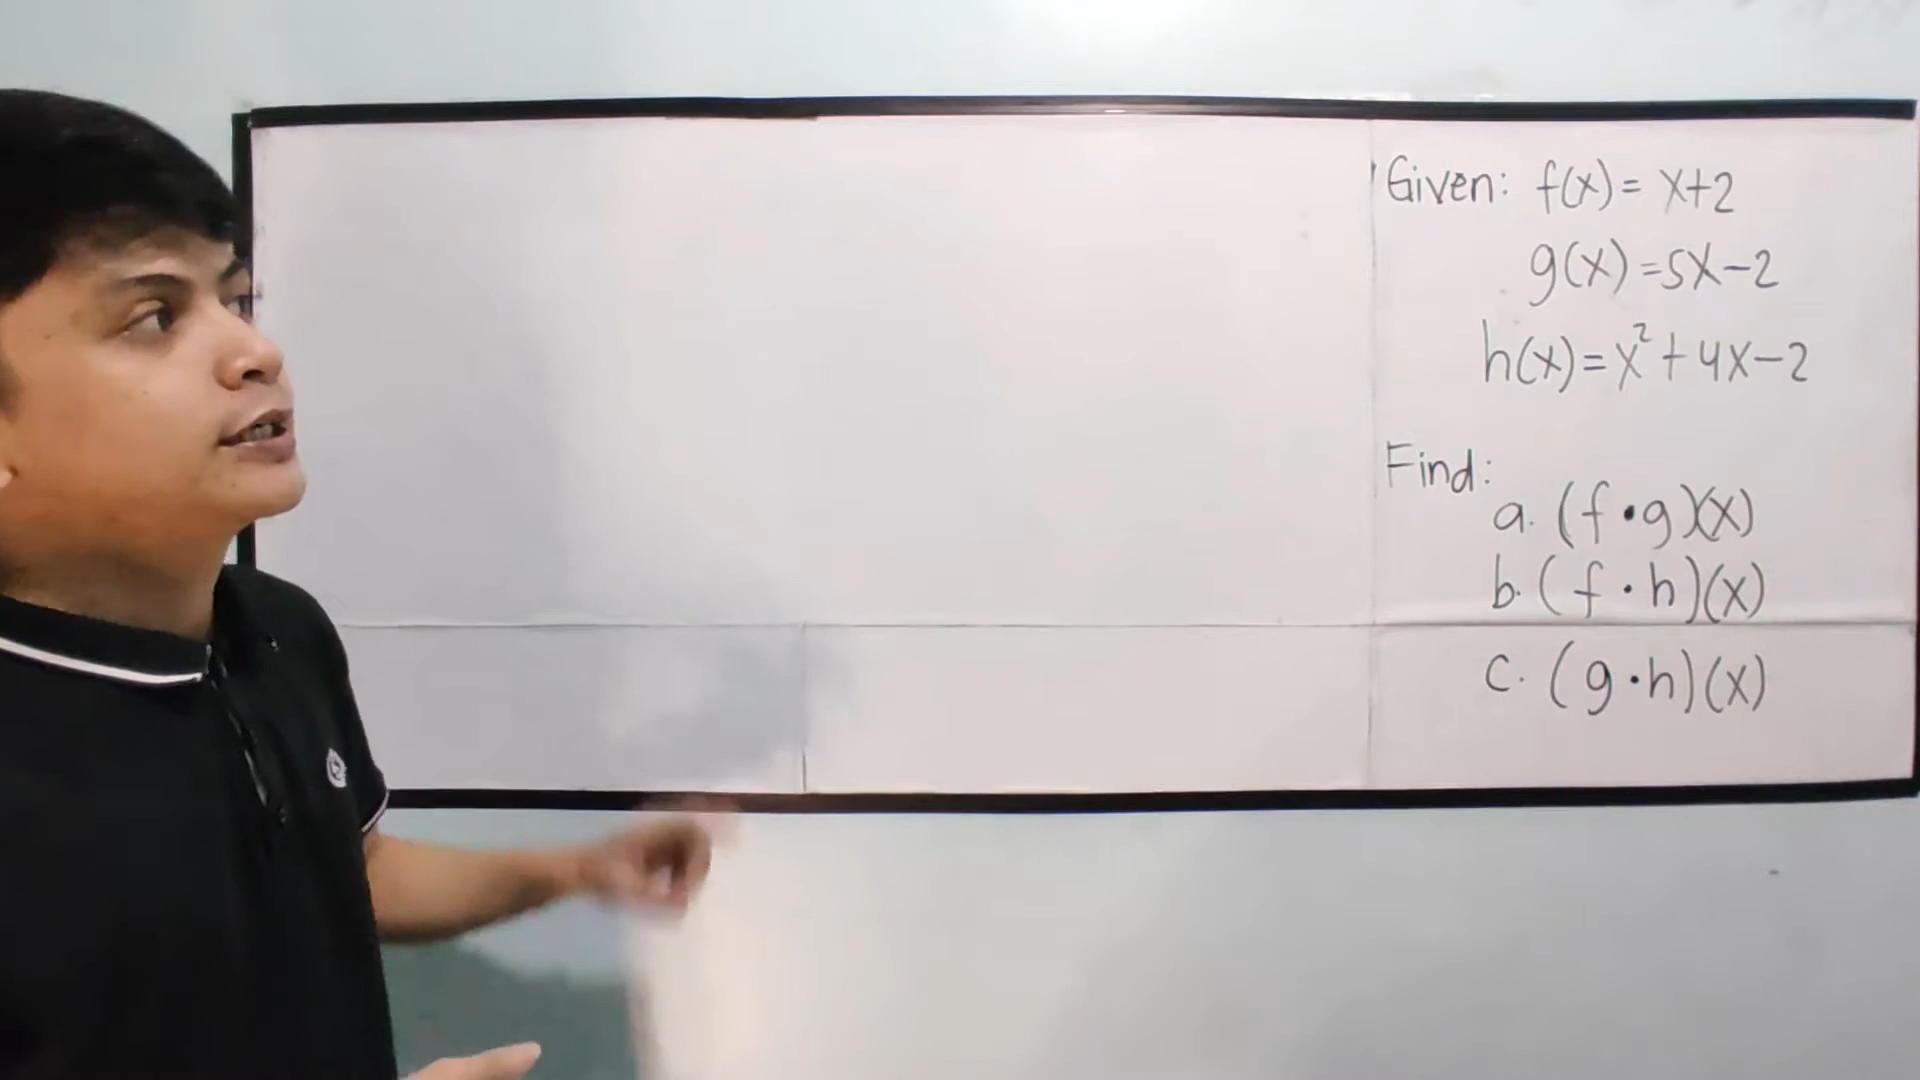 Given: f(x) = x+2
g(x) = 5x-2
h(x) = x² + 4x - 2
Find:
a. (f • g)(x)
b. (f • h)(x)
c. (g • h)(x)